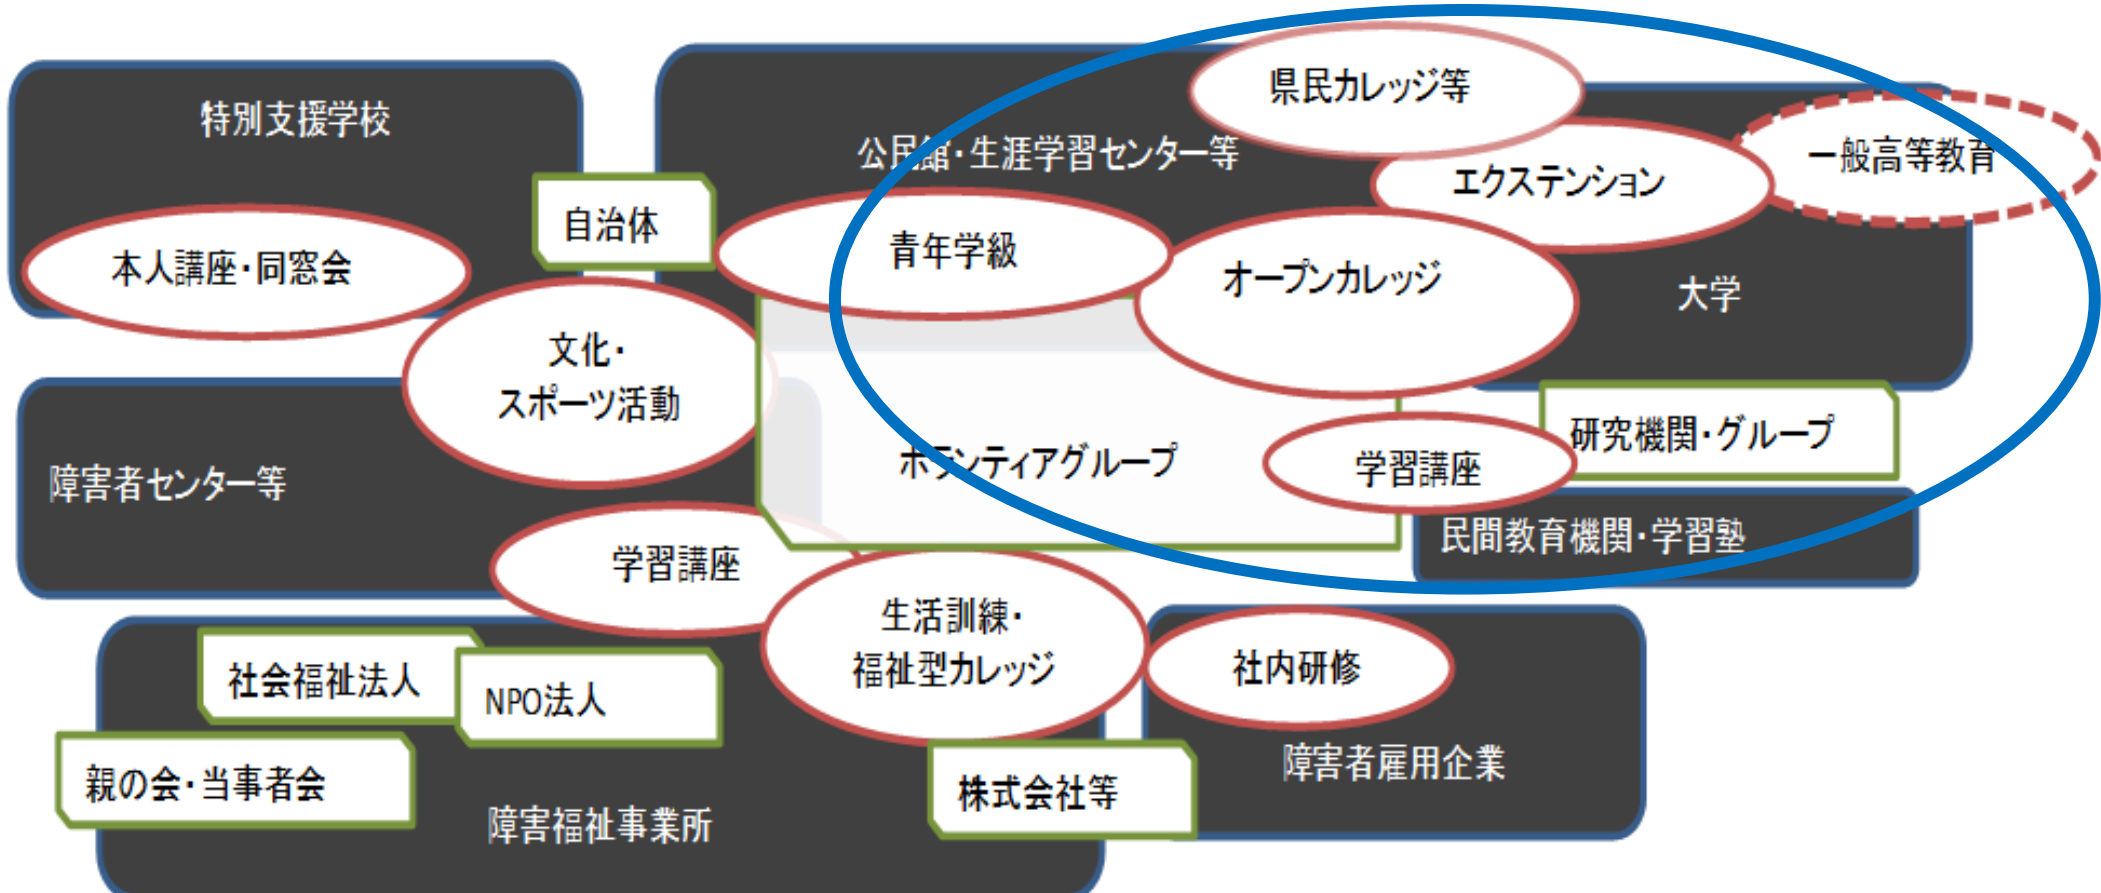 特別支援学校
県民カレッジ等
公民館・生涯学習センター等
一般高等教育
エクステンション
自治体
青年学級
本人講座・同窓会
オープンカレッジ
大学
文化・
スポーツ活動
研究機関・グループ
ボランティアグループ
学習講座
障害者センター等
民間教育機関・学習塾
学習講座
生活訓練・
福祉型カレッジ
社内研修
社会福祉法人
NPO法人
障害者雇用企業
親の会・当事者会
株式会社等
障害福祉事業所